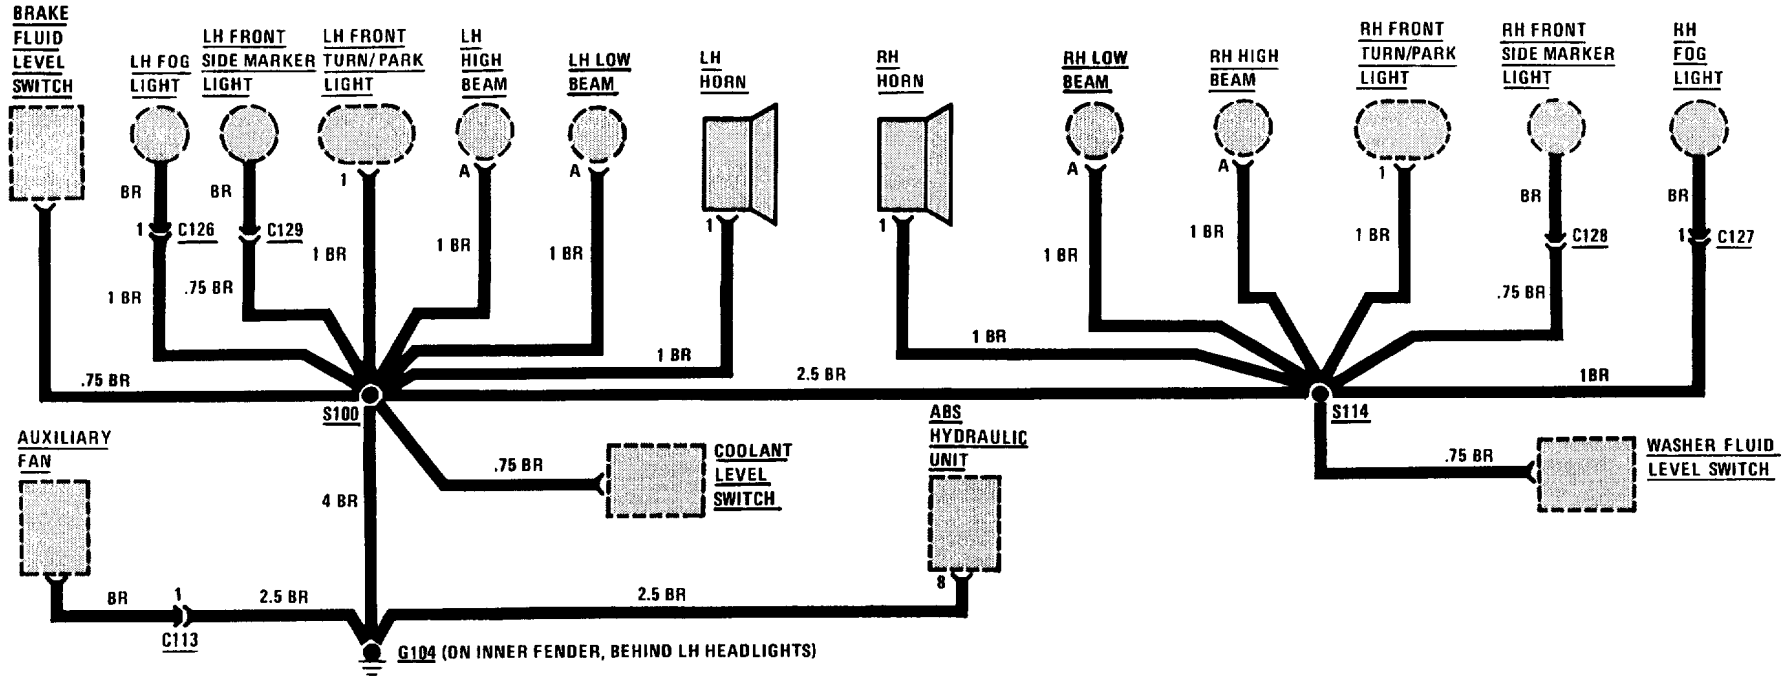 BRAKE
FLUID
LEVEL
SWITCH
LH FOG
LIGHT
LH FRONT
SIDE MARKER
LIGHT
LH FRONT
TURN/PARK
LIGHT
LH
HIGH
BEAM
LH LOW
BEAM
LH
HORN
RH
HORN
RH LOW
BEAM
RH HIGH
BEAM
RH FRONT
TURN/PARK
LIGHT
RH FRONT
SIDE MARKER
LIGHT
RH
FOG
LIGHT
BR
BR
1
A
A
1
1
A
A
1
BR
BR
1 C126
C129
C128
1 C127
1 BR
.75 BR
1 BR
1 BR
1 BR
1 BR
1 BR
1 BR
1 BR
1 BR
.75 BR
.75 BR
2.5 BR
1BR
S100
S114
AUXILIARY
FAN
4 BR
.75 BR
COOLANT
LEVEL
SWITCH
ABS
HYDRAULIC
UNIT
.75 BR
WASHER FLUID
LEVEL SWITCH
BR
1
2.5 BR
2.5 BR
8
C113
G104 (ON INNER FENDER, BEHIND LH HEADLIGHTS)